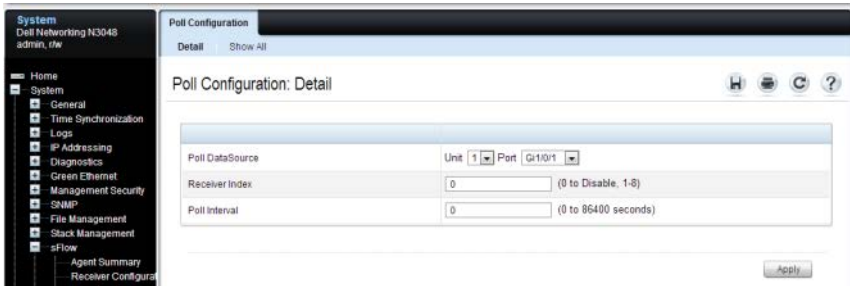 System
Dell Networking N3048
admin, r/w
Home
System
General
Time Synchronization
Logs
IP Addressing
Diagnostics
Green Ethernet
Management Security
SNMP
File Management
Stack Management
sFlow
Agent Summary
Receiver Configurat
Poll Configuration
Detail Show All
Poll Configuration: Detail
Poll DataSource Unit 1 Port Gi1/0/1
Receiver Index 0 (0 to Disable, 1-8)
Poll Interval 0 (0 to 86400 seconds)
Apply